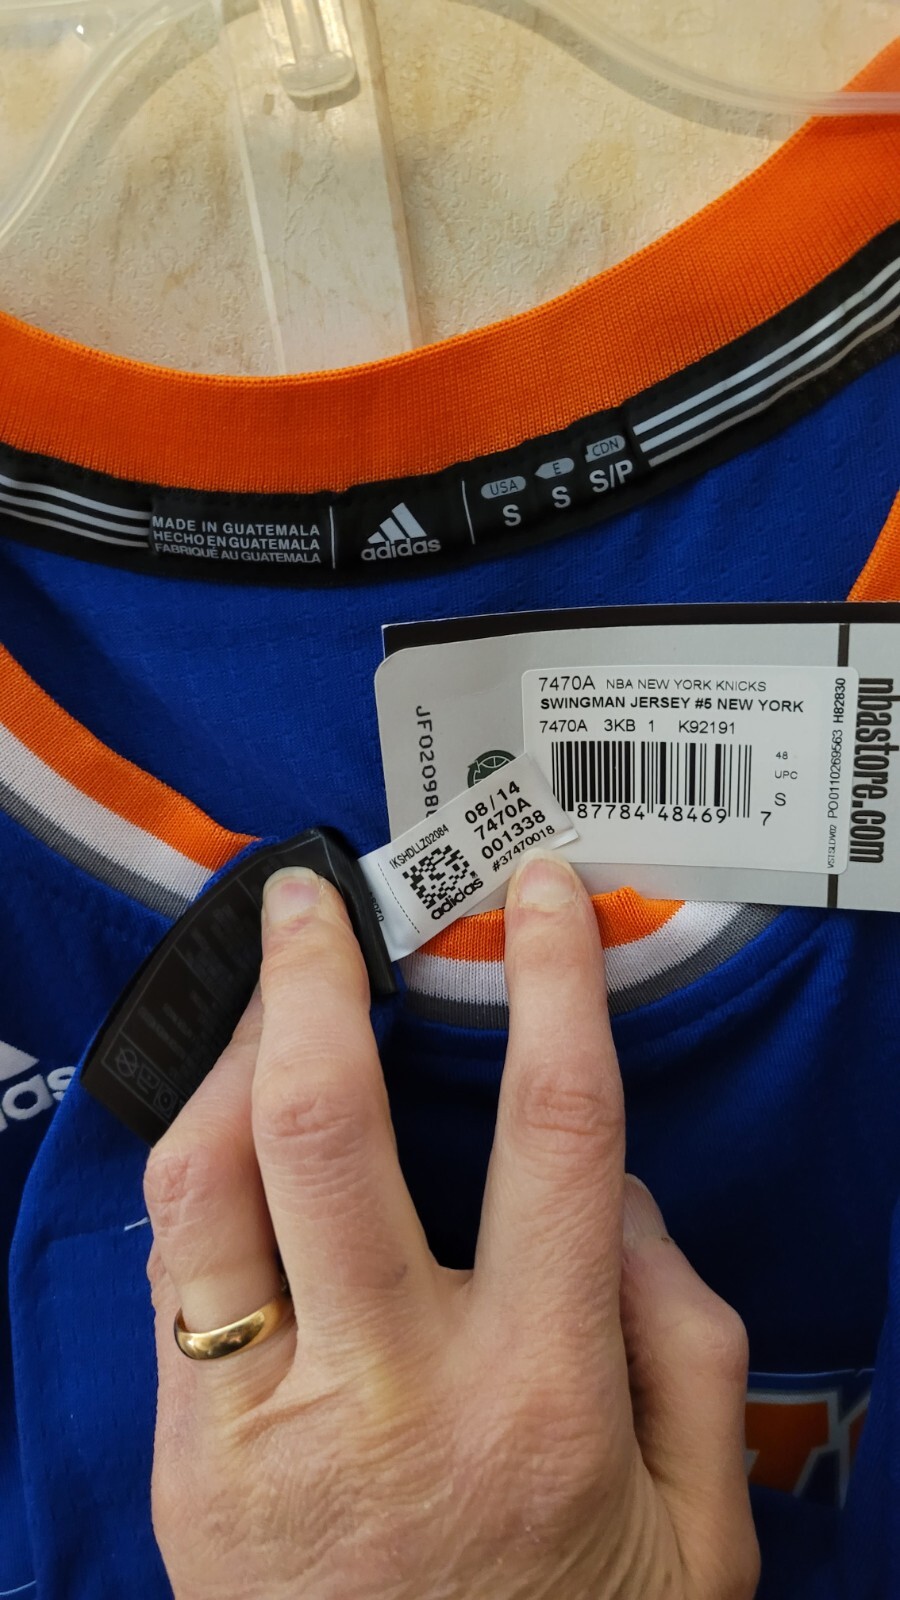 MADE IN GUATEMALA
HECHO EN GUATEMALA
FABRIQUÉ AU GUATEMALA
adidas
USA E CDN
S S S/P
7470A NBA NEW YORK KNICKS
SWINGMAN JERSEY #5 NEW YORK
7470A 3KB 1 K92191
48
UPC
S
87784 48469 7
PO0110269563 H82830
nbastore.com
08/14
7470A
001338
#37470018
adidas